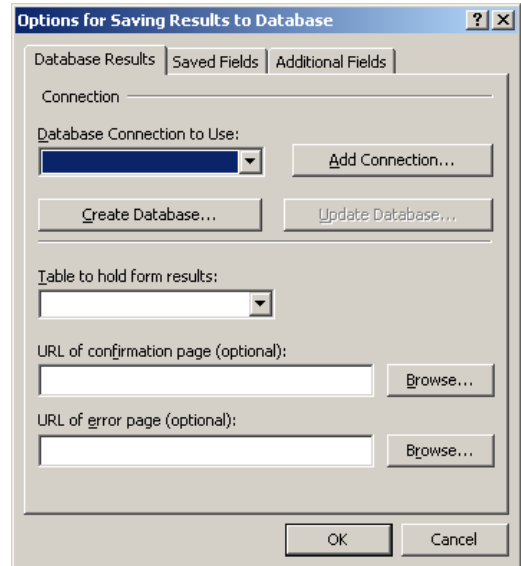 Options for Saving Results to Database
Database Results Saved Fields Additional Fields
Connection
Database Connection to Use:
Add Connection...
Create Database... Update Database...
Table to hold form results:
URL of confirmation page (optional):
Browse...
URL of error page (optional):
Browse...
OK Cancel